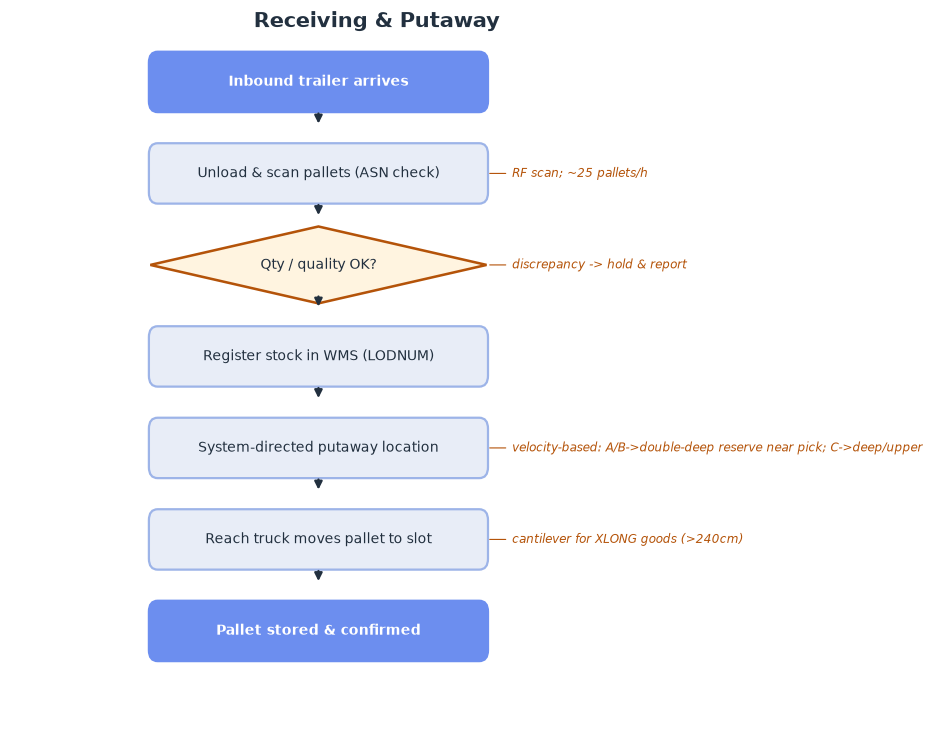 Receiving & Putaway
Inbound trailer arrives
Unload & scan pallets (ASN check)
RF scan; ~25 pallets/h
Qty / quality OK?
discrepancy -> hold & report
Register stock in WMS (LODNUM)
System-directed putaway location
velocity-based: A/B->double-deep reserve near pick; C->deep/upper
Reach truck moves pallet to slot
cantilever for XLONG goods (>240cm)
Pallet stored & confirmed